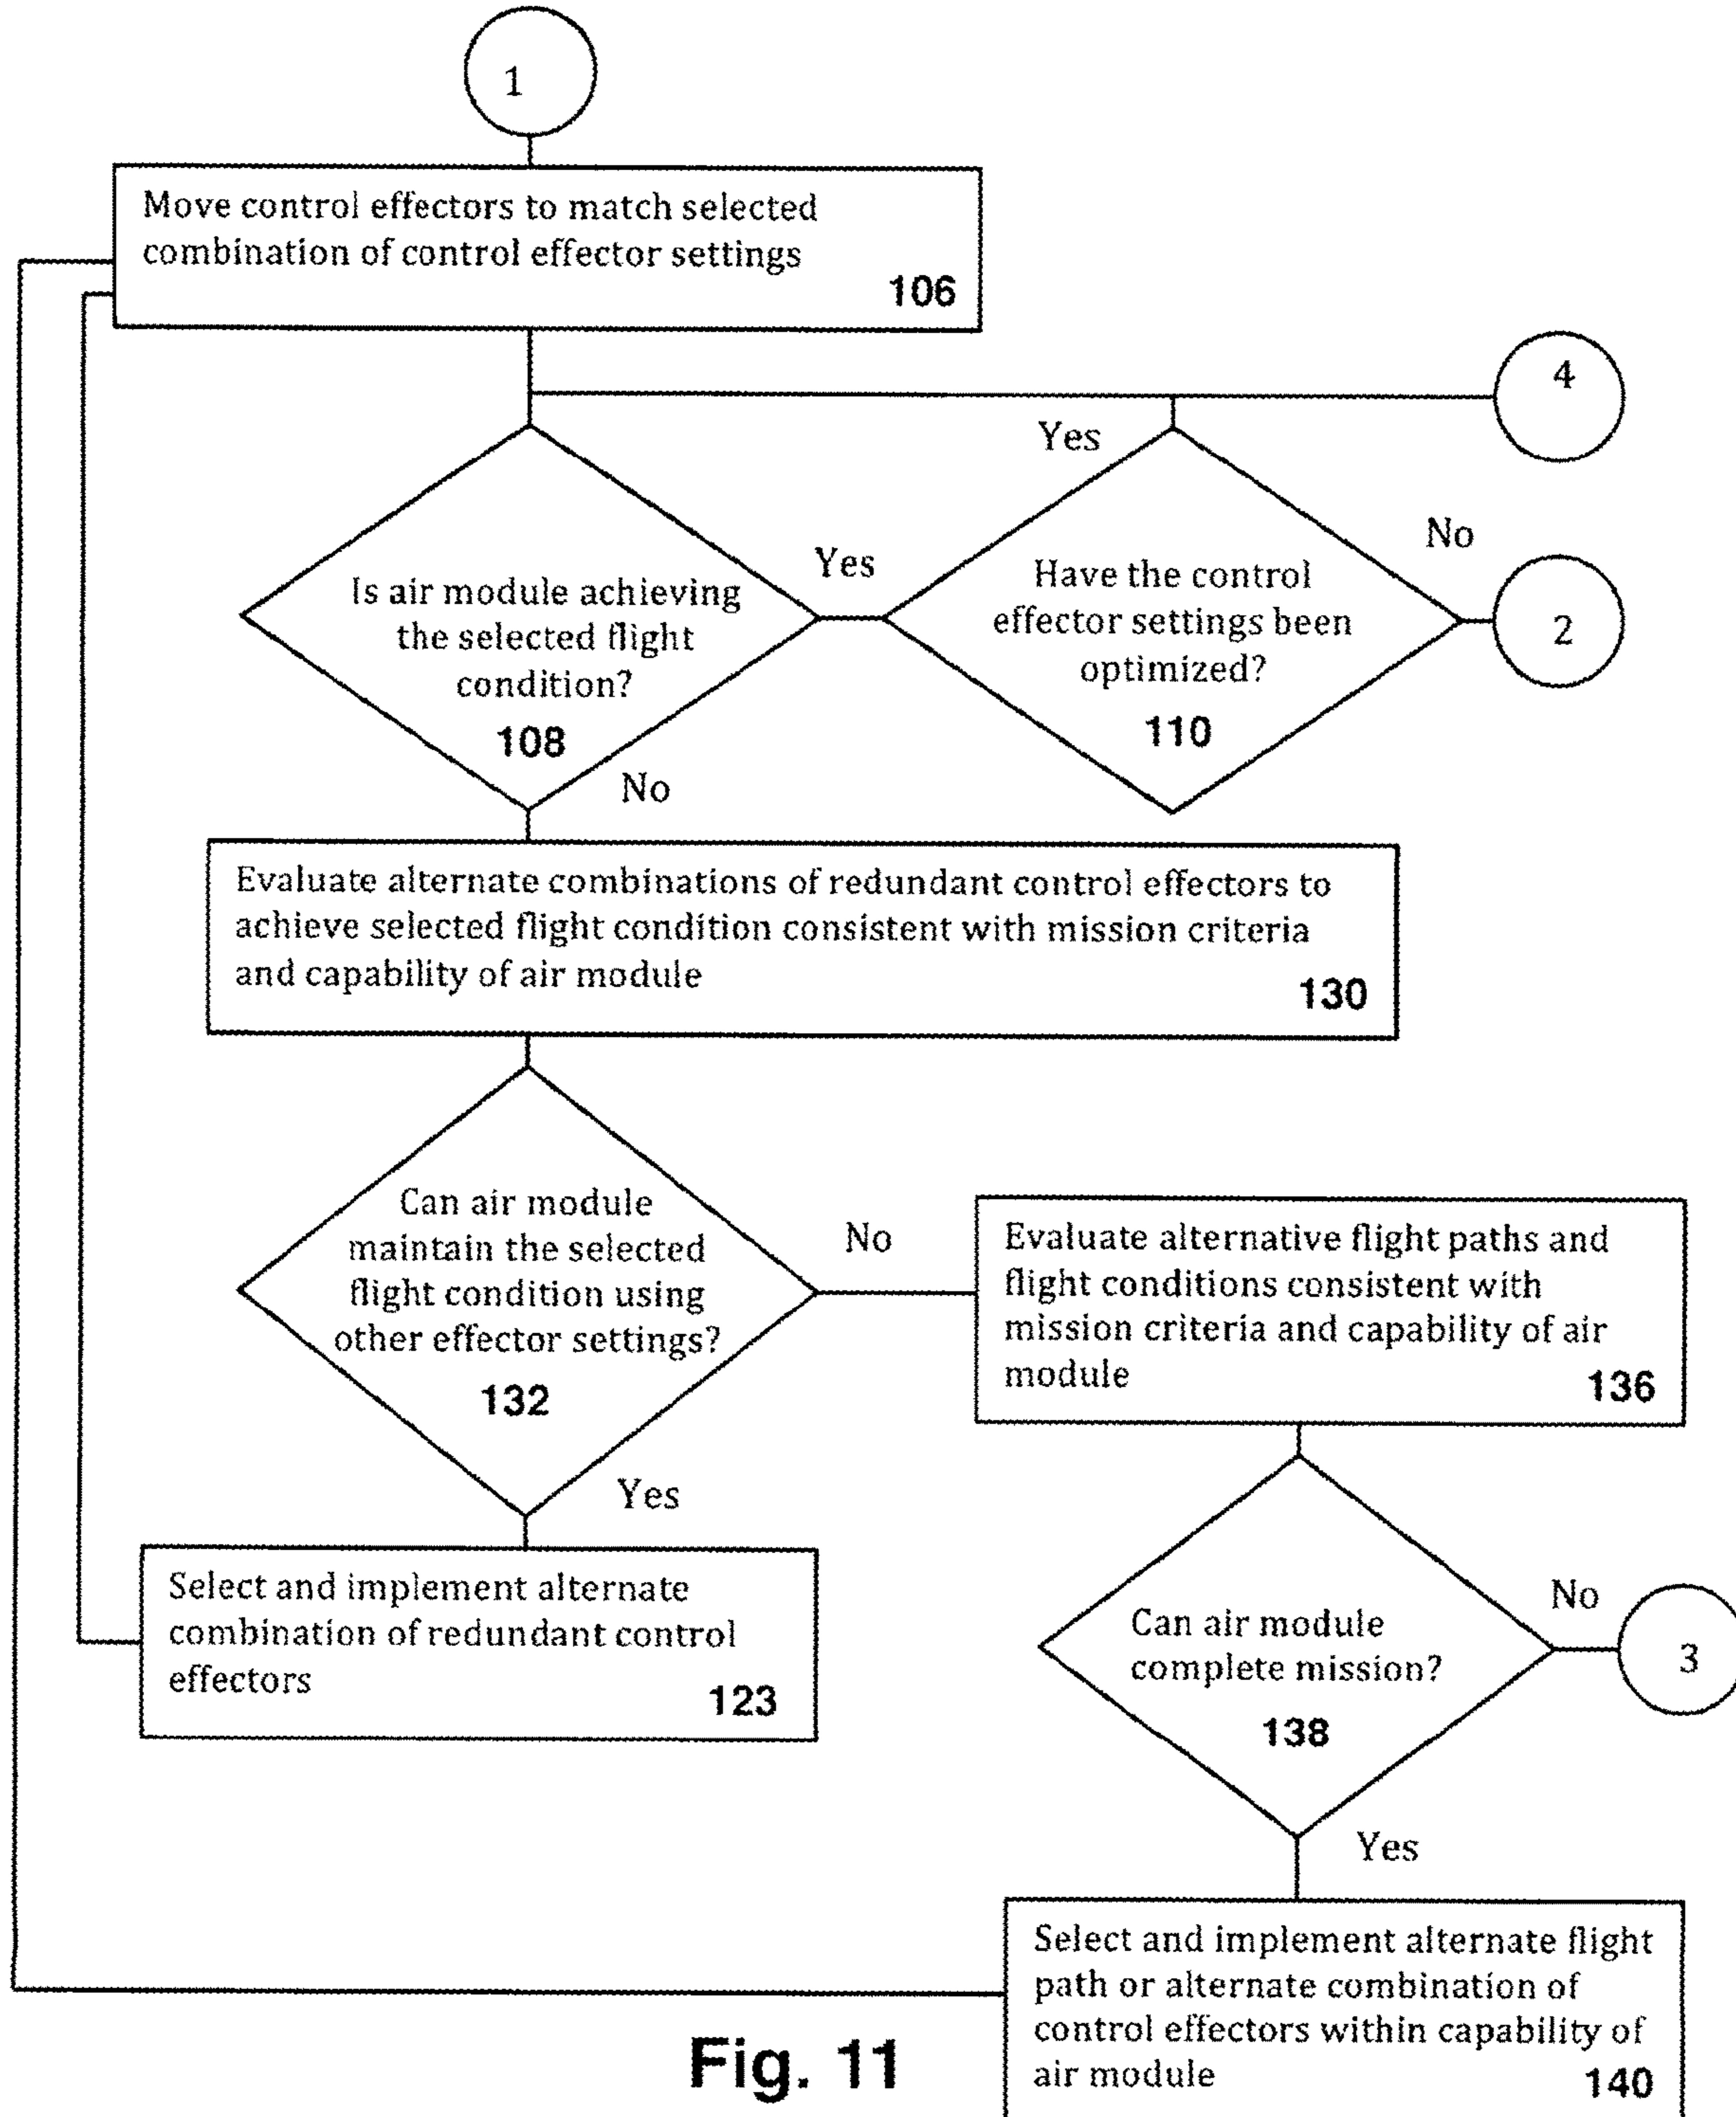 1
Move control effectors to match selected
combination of control effector settings
106
4
Yes
No
Yes
Is air module achieving
the selected flight
condition?
108
Have the control
effector settings been
optimized?
110
2
No
Evaluate alternate combinations of redundant control effectors to
achieve selected flight condition consistent with mission criteria
and capability of air module
130
Can air module
maintain the selected
flight condition using
other effector settings?
132
No
Evaluate alternative flight paths and
flight conditions consistent with
mission criteria and capability of air
module
136
Yes
Select and implement alternate
combination of redundant control
effectors
123
Can air module
complete mission?
138
No
3
Yes
Select and implement alternate flight
path or alternate combination of
control effectors within capability of
air module
140
Fig. 11